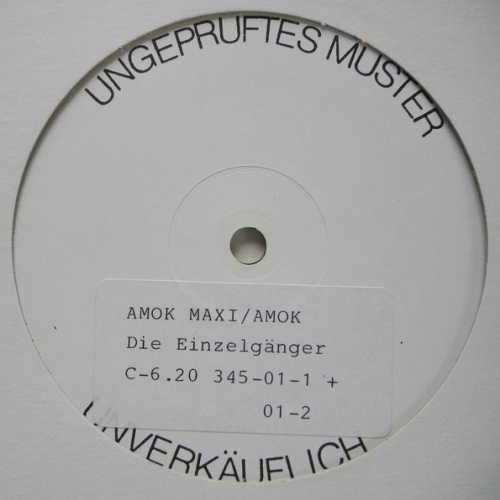 UNGEPRÜFTES MUSTER
AMOK MAXI/AMOK
Die Einzelgänger
C-6.20 345-01-1 +
01-2
UNVERKÄUFLICH